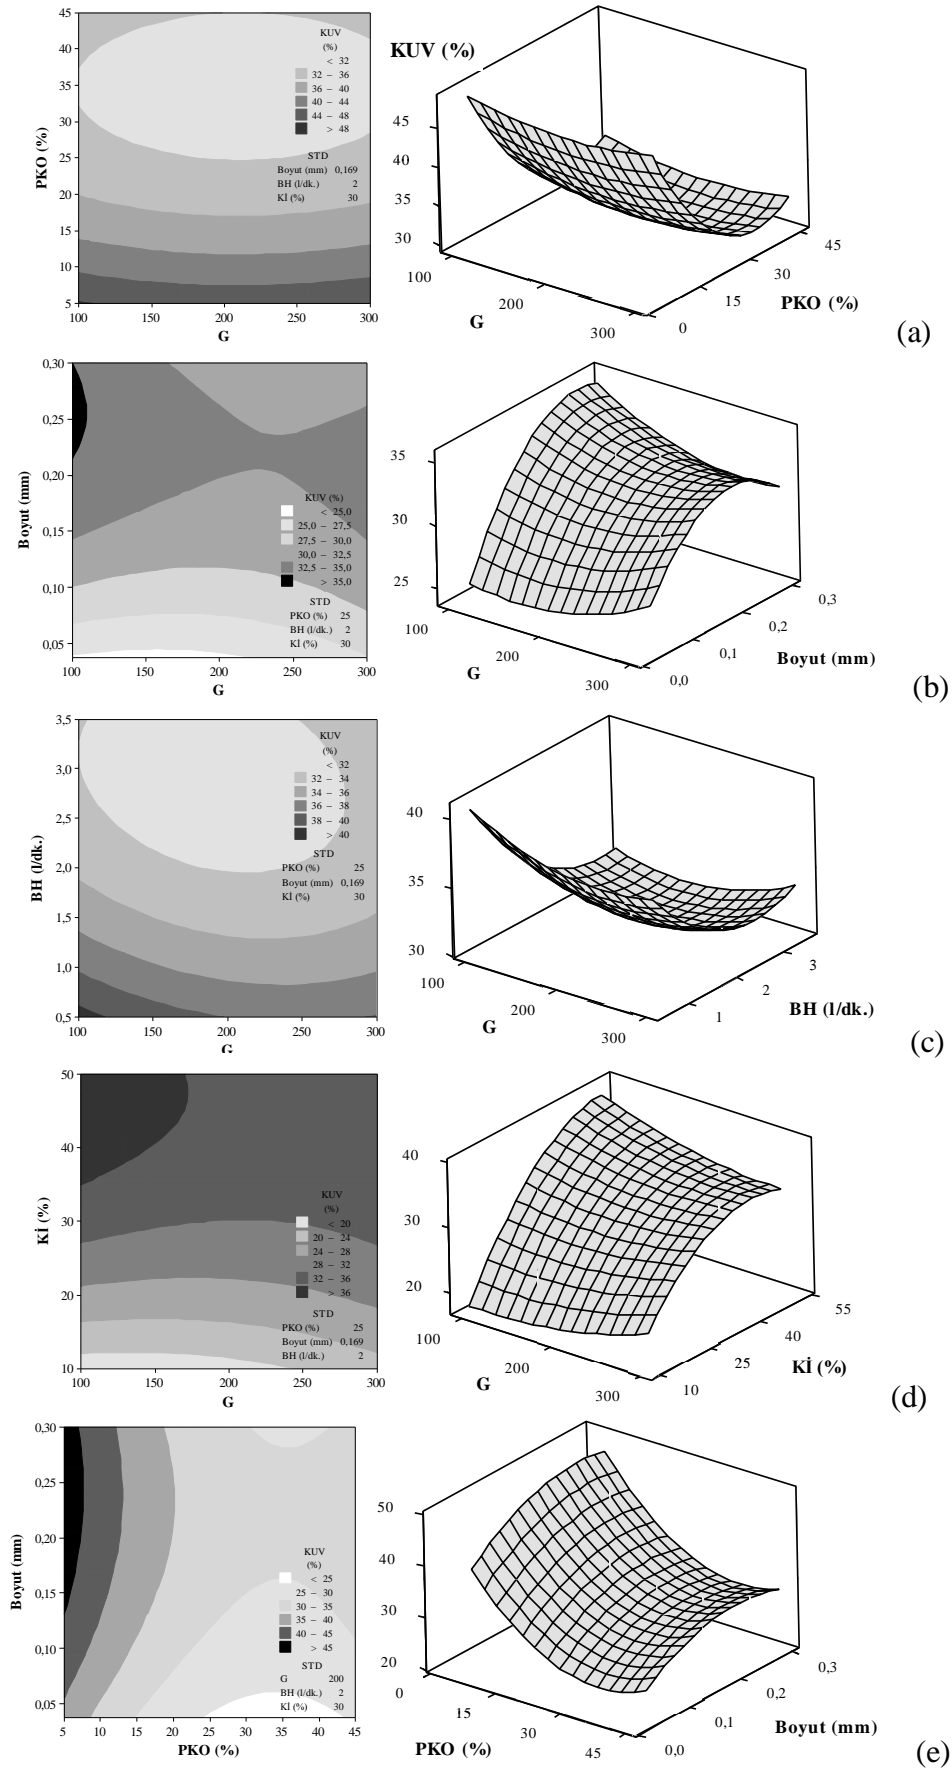 45
40
35
30
25
20
15
10
5
PKO (%)
100
150
200
250
300
G
KUV
(%)
< 32
32 – 36
36 – 40
40 – 44
44 – 48
> 48
STD
Boyut (mm) 0,169
BH (l/dk.) 2
Kİ (%) 30
KUV (%)
45
40
35
30
100
200
300
G
0
15
30
45
PKO (%)
(a)
0,30
0,25
0,20
0,15
0,10
0,05
Boyut (mm)
100
150
200
250
300
G
KUV (%)
< 25,0
25,0 – 27,5
27,5 – 30,0
30,0 – 32,5
32,5 – 35,0
> 35,0
STD
PKO (%) 25
BH (l/dk.) 2
Kİ (%) 30
35
30
25
100
200
300
G
0,0
0,1
0,2
0,3
Boyut (mm)
(b)
3,5
3,0
2,5
2,0
1,5
1,0
0,5
BH (l/dk.)
100
150
200
250
300
G
KUV
(%)
< 32
32 – 34
34 – 36
36 – 38
38 – 40
> 40
STD
PKO (%) 25
Boyut (mm) 0,169
Kİ (%) 30
40
35
30
100
200
300
G
1
2
3
BH (l/dk.)
(c)
50
40
30
20
10
Kİ (%)
100
150
200
250
300
G
KUV
(%)
< 20
20 – 24
24 – 28
28 – 32
32 – 36
> 36
STD
PKO (%) 25
Boyut (mm) 0,169
BH (l/dk.) 2
40
30
20
100
200
300
G
10
25
40
55
Kİ (%)
(d)
0,30
0,25
0,20
0,15
0,10
0,05
Boyut (mm)
5
10
15
20
25
30
35
40
45
PKO (%)
KUV
(%)
< 25
25 – 30
30 – 35
35 – 40
40 – 45
> 45
STD
G 200
BH (l/dk.) 2
Kİ (%) 30
50
40
30
20
0
15
30
45
PKO (%)
0,0
0,1
0,2
0,3
Boyut (mm)
(e)